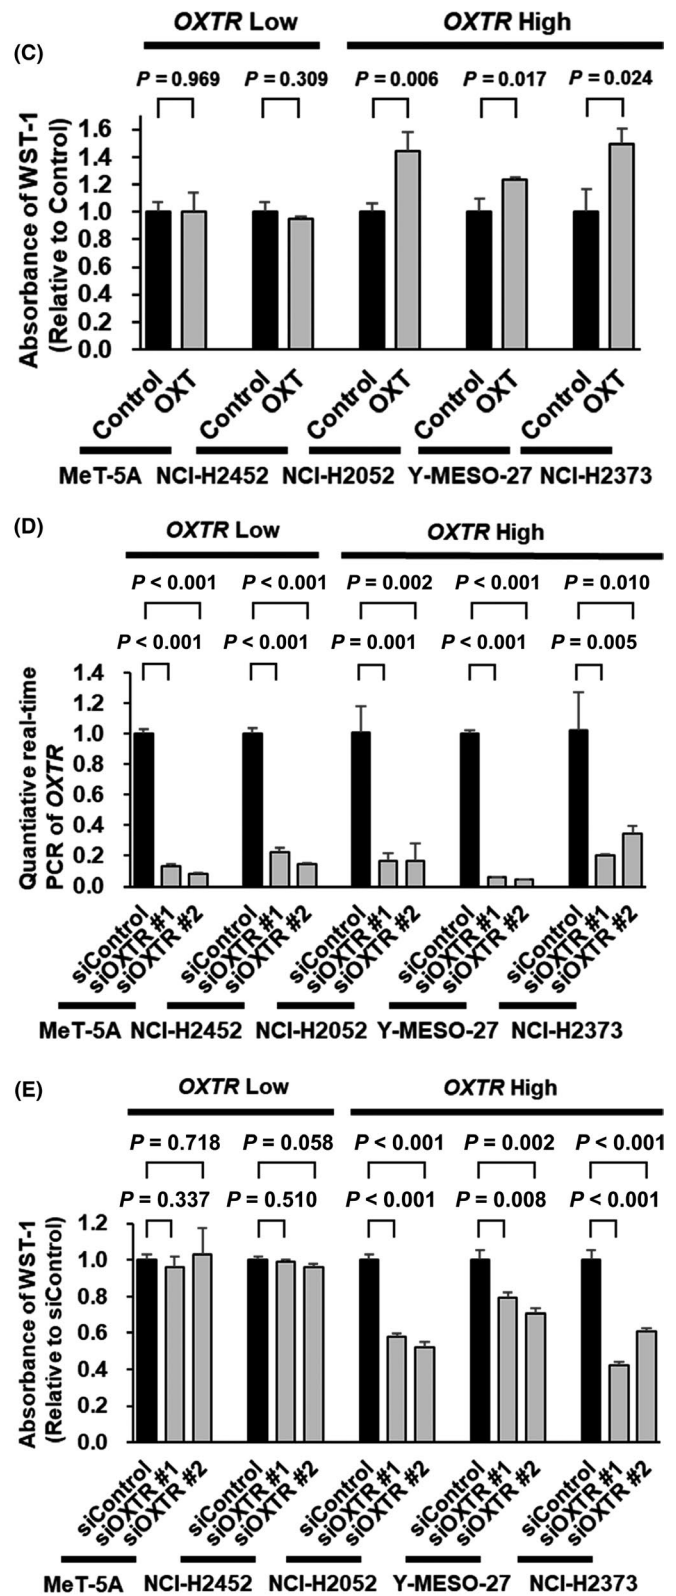 (C)
OXTR Low OXTR High
P = 0.969 P = 0.309 P = 0.006 P = 0.017 P = 0.024
Absorbance of WST-1
(Relative to Control)
1.6
1.4
1.2
1.0
0.8
0.6
0.4
0.2
0.0
Control OXT Control OXT Control OXT Control OXT Control OXT
MeT-5A NCI-H2452 NCI-H2052 Y-MESO-27 NCI-H2373
(D)
OXTR Low OXTR High
P < 0.001 P < 0.001 P = 0.002 P < 0.001 P = 0.010
P < 0.001 P < 0.001 P = 0.001 P < 0.001 P = 0.005
Quantiative real-time
PCR of OXTR
1.4
1.2
1.0
0.8
0.6
0.4
0.2
0.0
siControl siOXTR #1 siOXTR #2 siControl siOXTR #1 siOXTR #2 siControl siOXTR #1 siOXTR #2 siControl siOXTR #1 siOXTR #2 siControl siOXTR #1 siOXTR #2
MeT-5A NCI-H2452 NCI-H2052 Y-MESO-27 NCI-H2373
(E)
OXTR Low OXTR High
P = 0.718 P = 0.058 P < 0.001 P = 0.002 P < 0.001
P = 0.337 P = 0.510 P < 0.001 P = 0.008 P < 0.001
Absorbance of WST-1
(Relative to siControl)
1.2
1.0
0.8
0.6
0.4
0.2
0.0
siControl siOXTR #1 siOXTR #2 siControl siOXTR #1 siOXTR #2 siControl siOXTR #1 siOXTR #2 siControl siOXTR #1 siOXTR #2 siControl siOXTR #1 siOXTR #2
MeT-5A NCI-H2452 NCI-H2052 Y-MESO-27 NCI-H2373